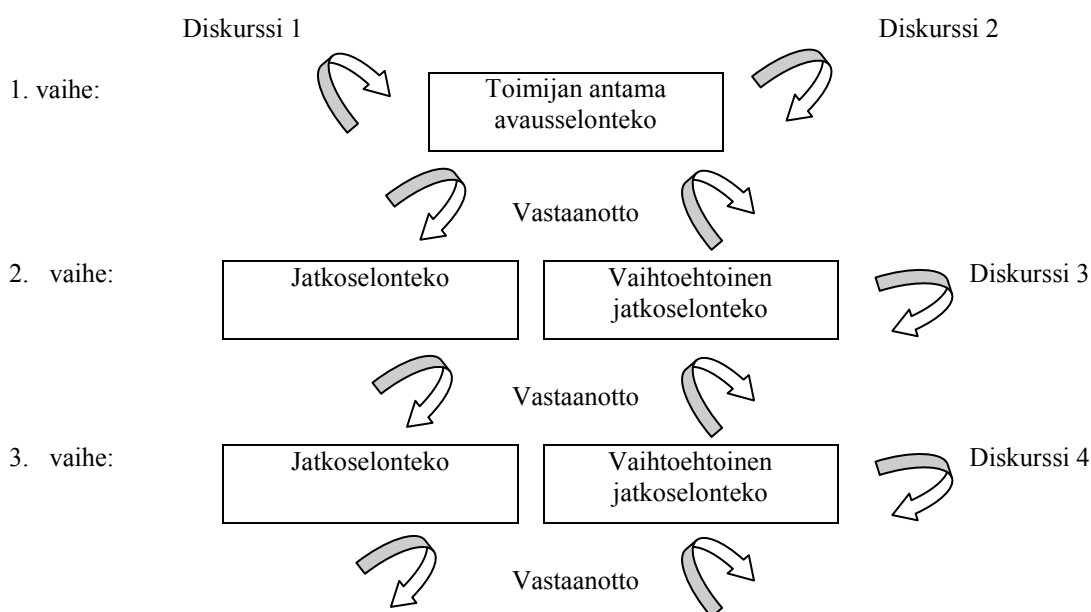 Diskurssi 1
Diskurssi 2
1. vaihe:
Toimijan antama
avausselonteko
Vastaanotto
2. vaihe:
Jatkoselonteko
Vaihtoehtoinen
jatkoselonteko
Diskurssi 3
Vastaanotto
3. vaihe:
Jatkoselonteko
Vaihtoehtoinen
jatkoselonteko
Diskurssi 4
Vastaanotto